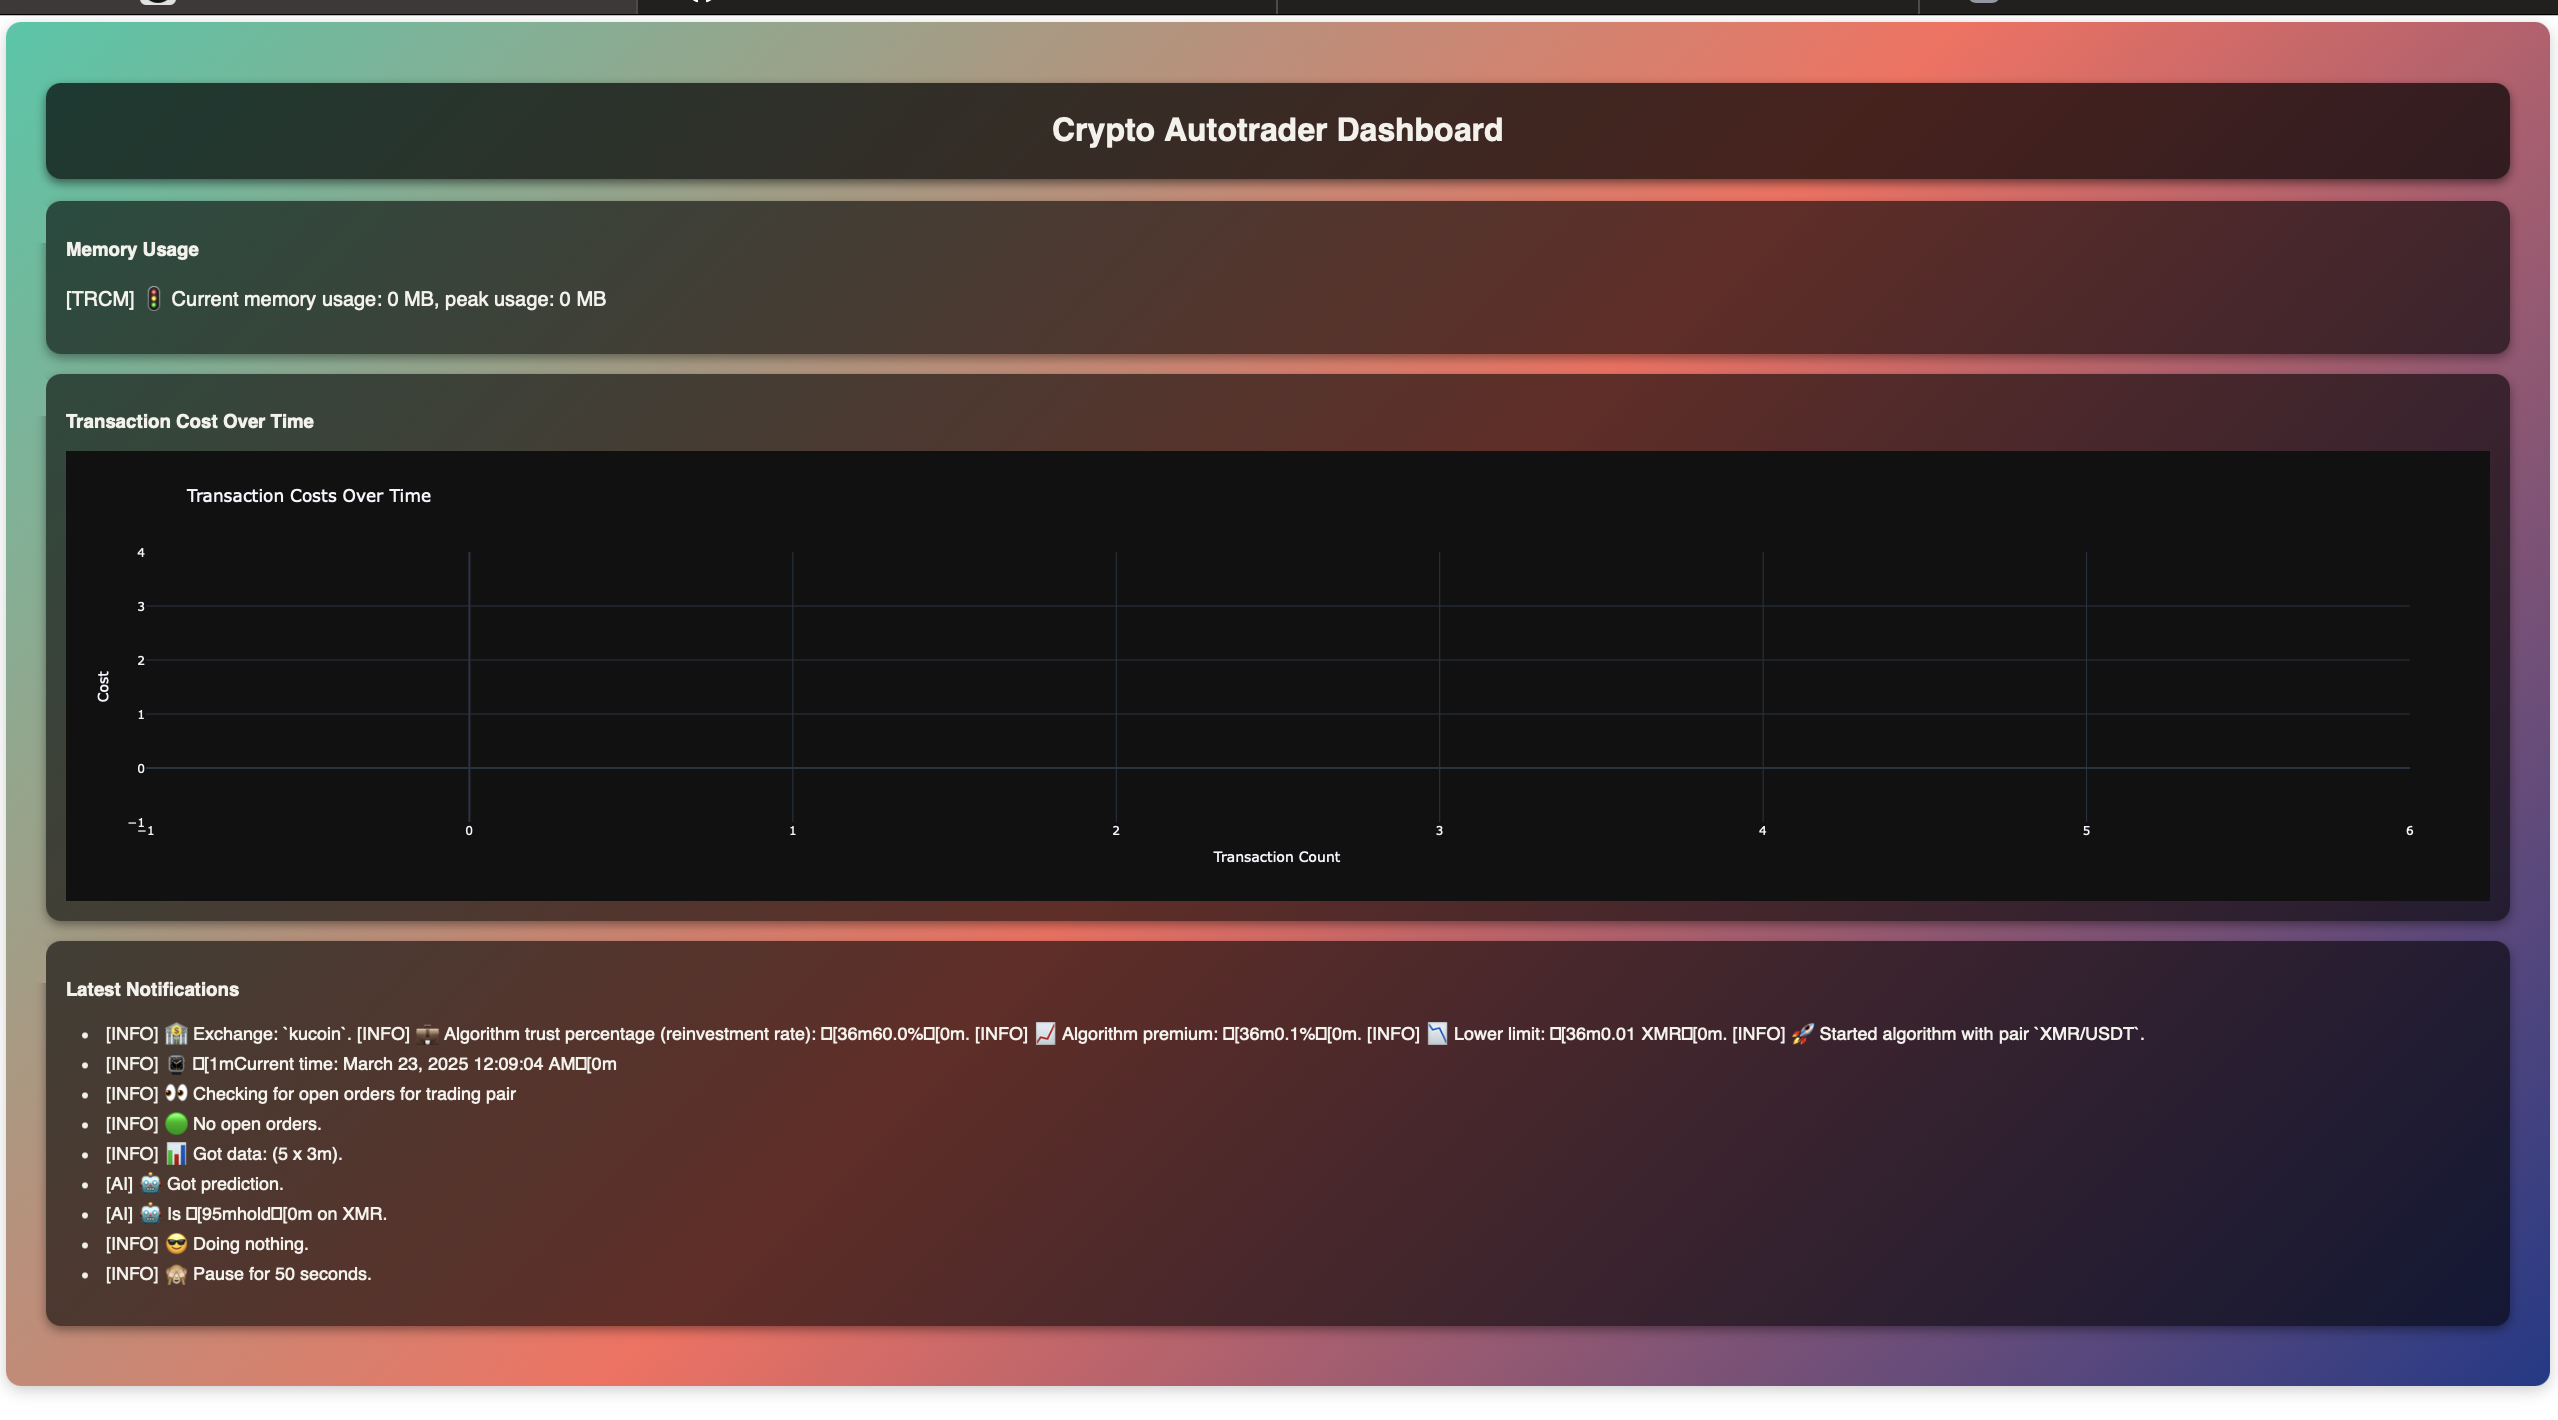 Crypto Autotrader Dashboard
Memory Usage
[TRCM] 🚦 Current memory usage: 0 MB, peak usage: 0 MB
Transaction Cost Over Time
Transaction Costs Over Time
4
3
2
1
0
−1
Cost
−1 0 1 2 3 4 5 6
Transaction Count
Latest Notifications
[INFO] 🏦 Exchange: `kucoin`. [INFO] 💼 Algorithm trust percentage (reinvestment rate): □[36m60.0%□[0m. [INFO] 📈 Algorithm premium: □[36m0.1%□[0m. [INFO] 📉 Lower limit: □[36m0.01 XMR□[0m. [INFO] 🚀 Started algorithm with pair `XMR/USDT`.
[INFO] ⌚ □[1mCurrent time: March 23, 2025 12:09:04 AM□[0m
[INFO] 👀 Checking for open orders for trading pair
[INFO] 🟢 No open orders.
[INFO] 📊 Got data: (5 x 3m).
[AI] 🤖 Got prediction.
[AI] 🤖 Is □[95mhold□[0m on XMR.
[INFO] 😎 Doing nothing.
[INFO] 🙈 Pause for 50 seconds.